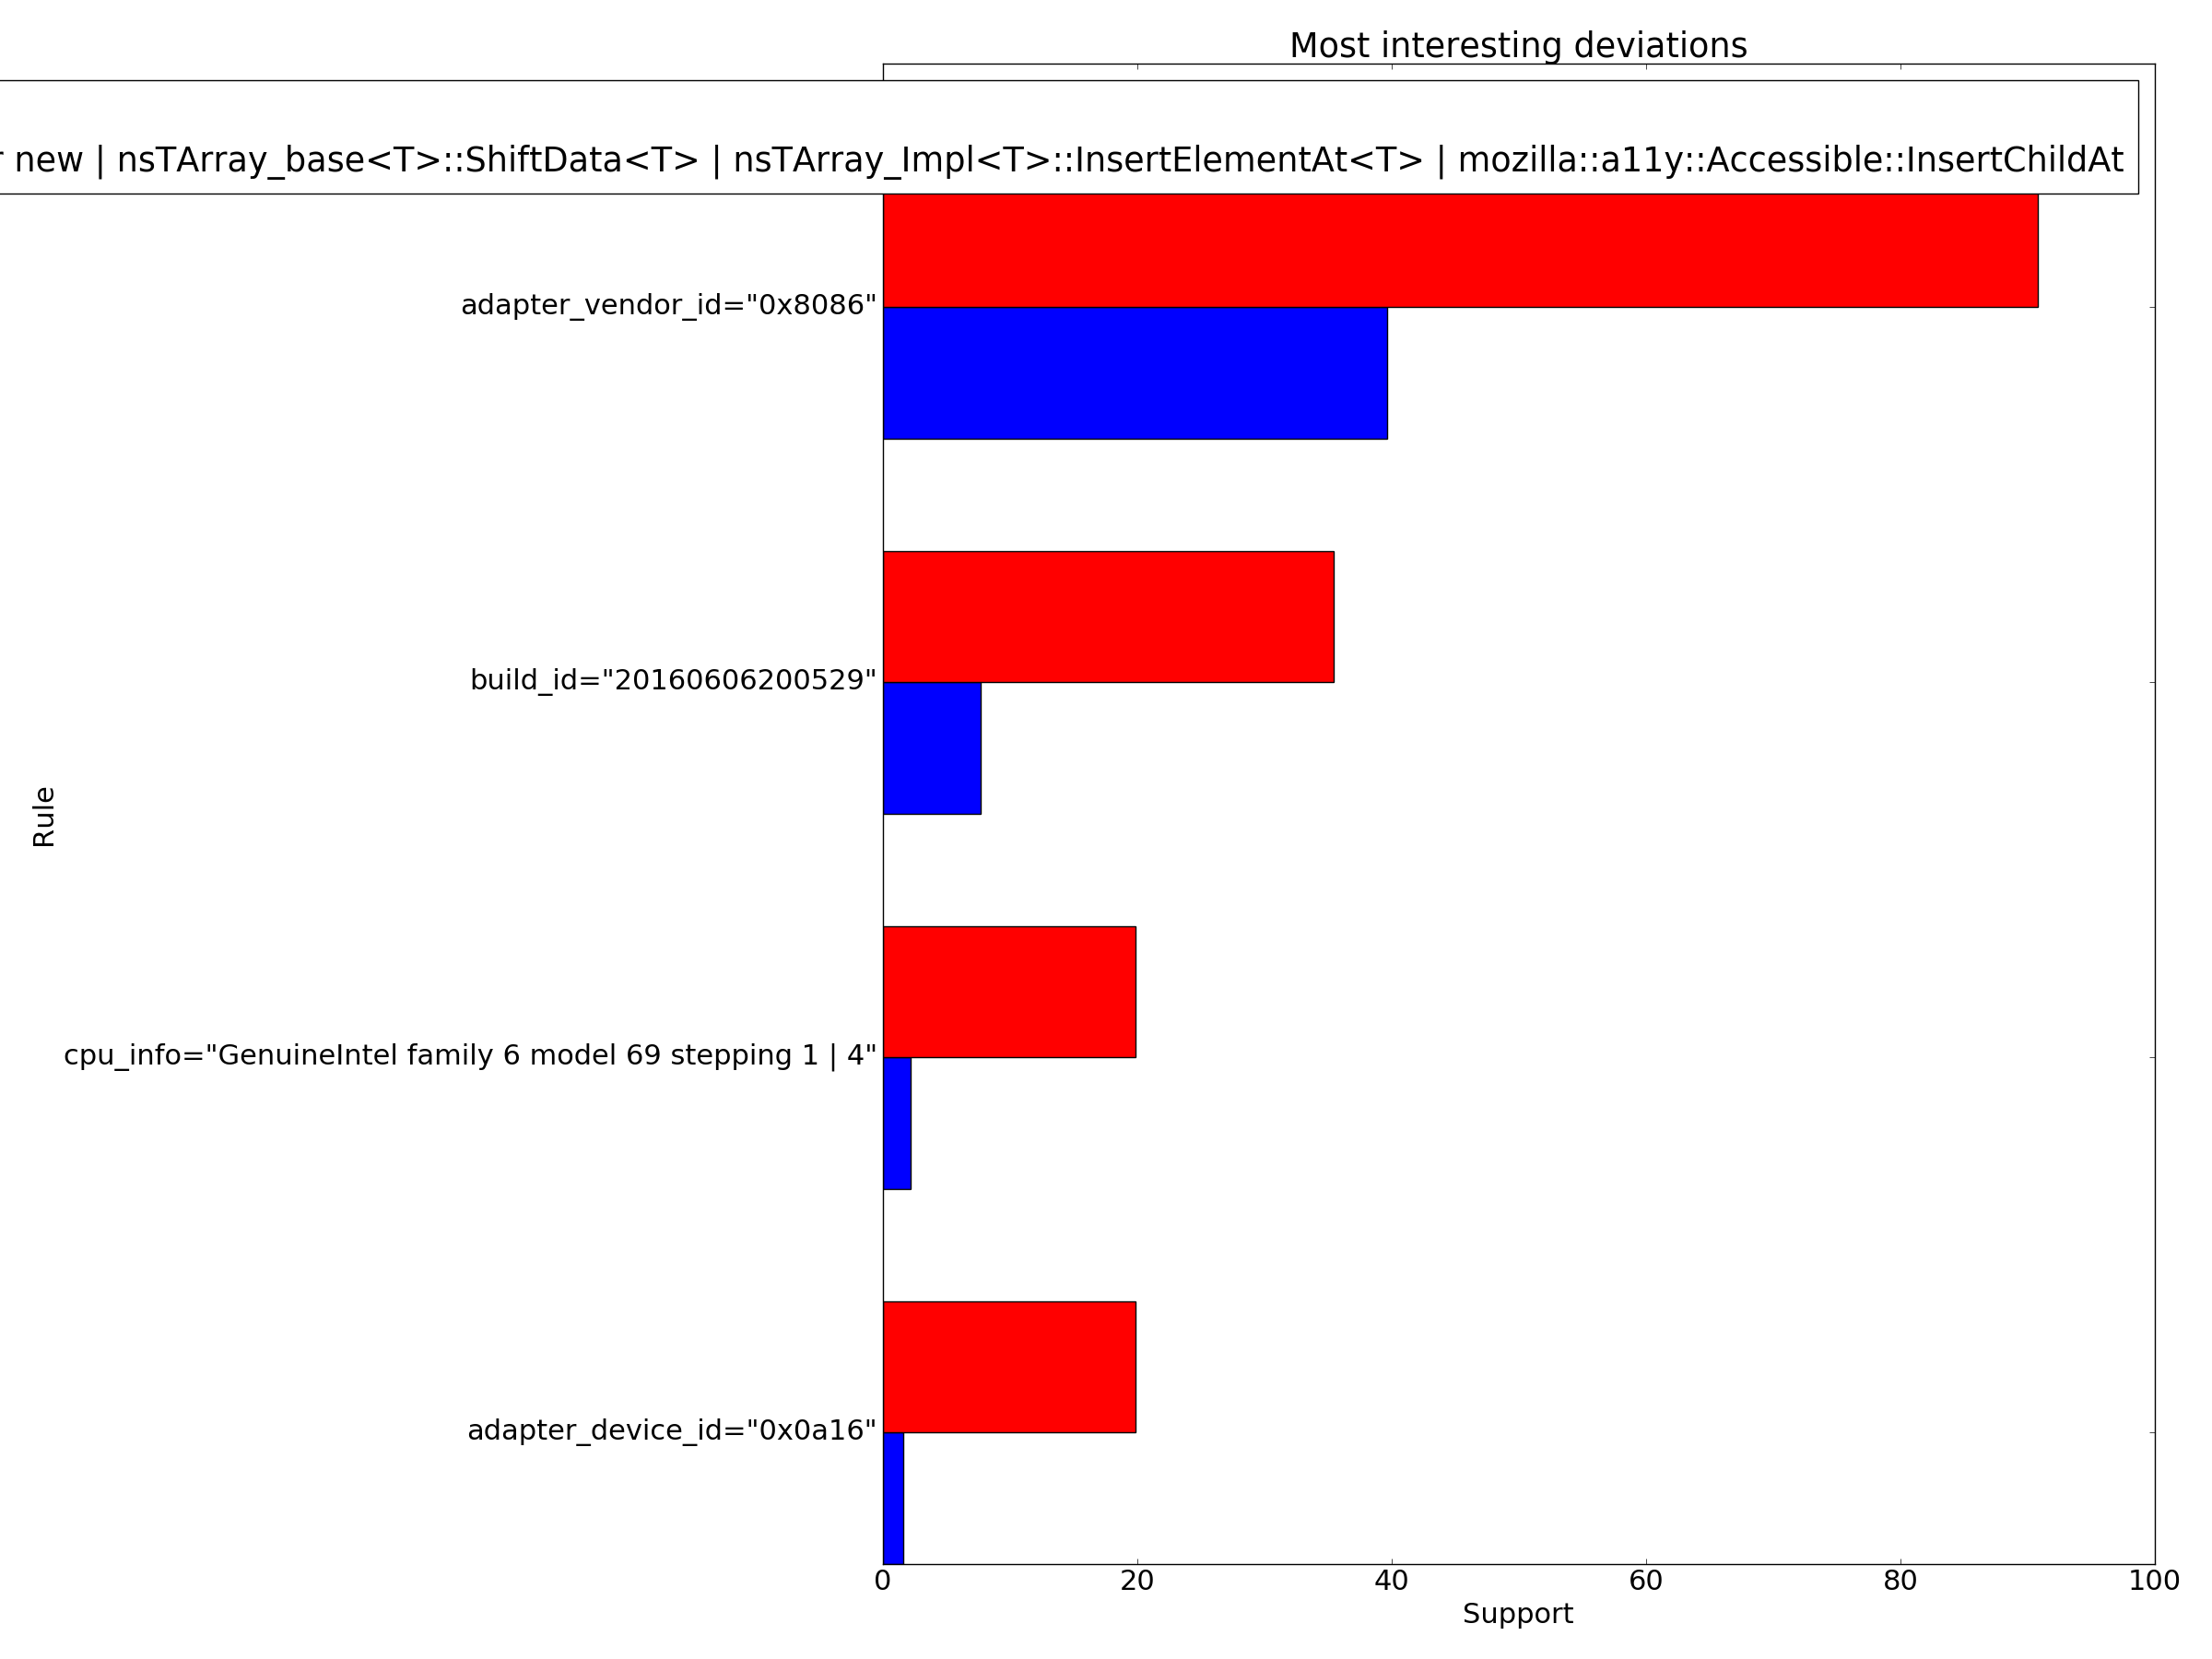 Most interesting deviations
new | nsTArray_base<T>::ShiftData<T> | nsTArray_Impl<T>::InsertElementAt<T> | mozilla::a11y::Accessible::InsertChildAt
adapter_vendor_id="0x8086"
build_id="20160606200529"
Rule
cpu_info="GenuineIntel family 6 model 69 stepping 1 | 4"
adapter_device_id="0x0a16"
0 20 40 60 80 100
Support